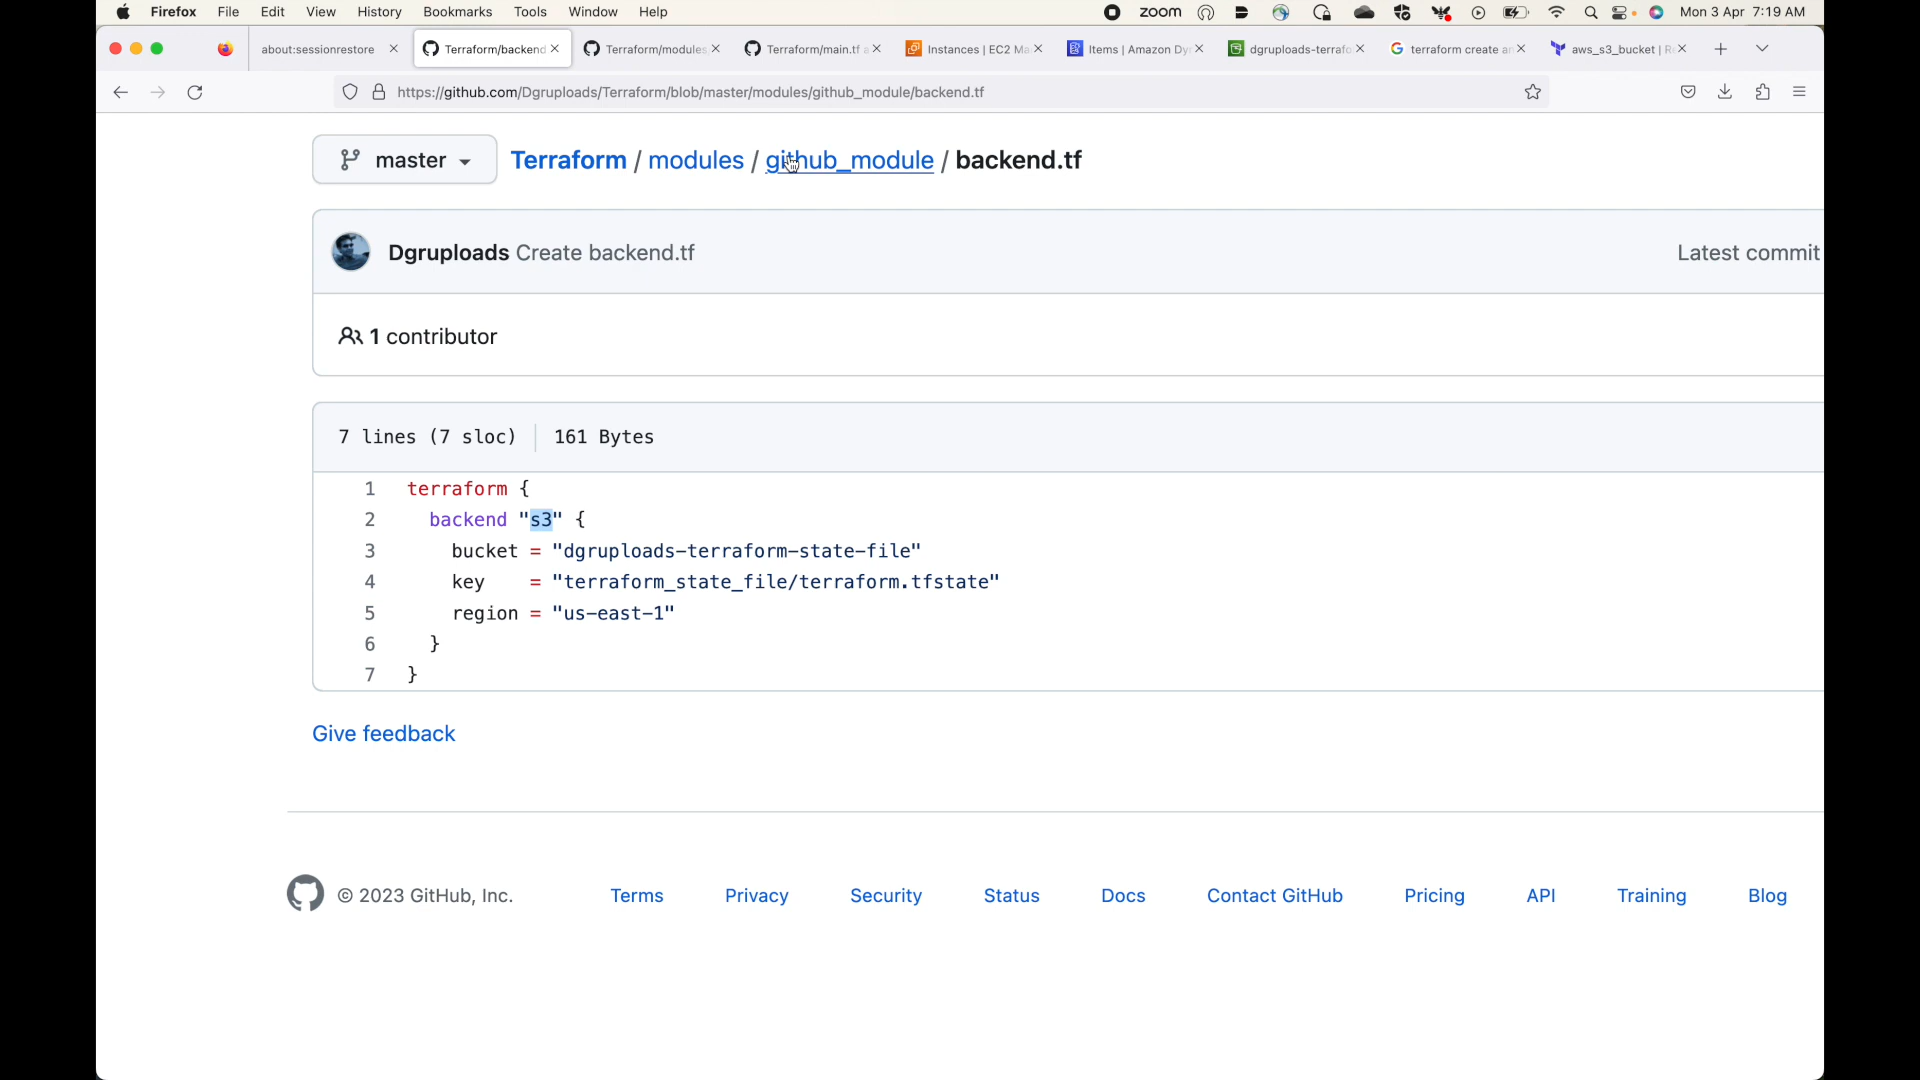 Firefox File Edit View History Bookmarks Tools Window Help zoom Mon 3 Apr 7:19 AM
about:sessionrestore Terraform/backend Terraform/modules Terraform/main.tf a Instances | EC2 Ma Items | Amazon Dy dgruploads-terrafo terraform create an aws_s3_bucket | R
https://github.com/Dgruploads/Terraform/blob/master/modules/github_module/backend.tf
master Terraform / modules / github_module / backend.tf
Dgruploads Create backend.tf Latest commit
1 contributor
7 lines (7 sloc) 161 Bytes
1 terraform {
2 backend "s3" {
3 bucket = "dgruploads-terraform-state-file"
4 key = "terraform_state_file/terraform.tfstate"
5 region = "us-east-1"
6 }
7 }
Give feedback
© 2023 GitHub, Inc. Terms Privacy Security Status Docs Contact GitHub Pricing API Training Blog